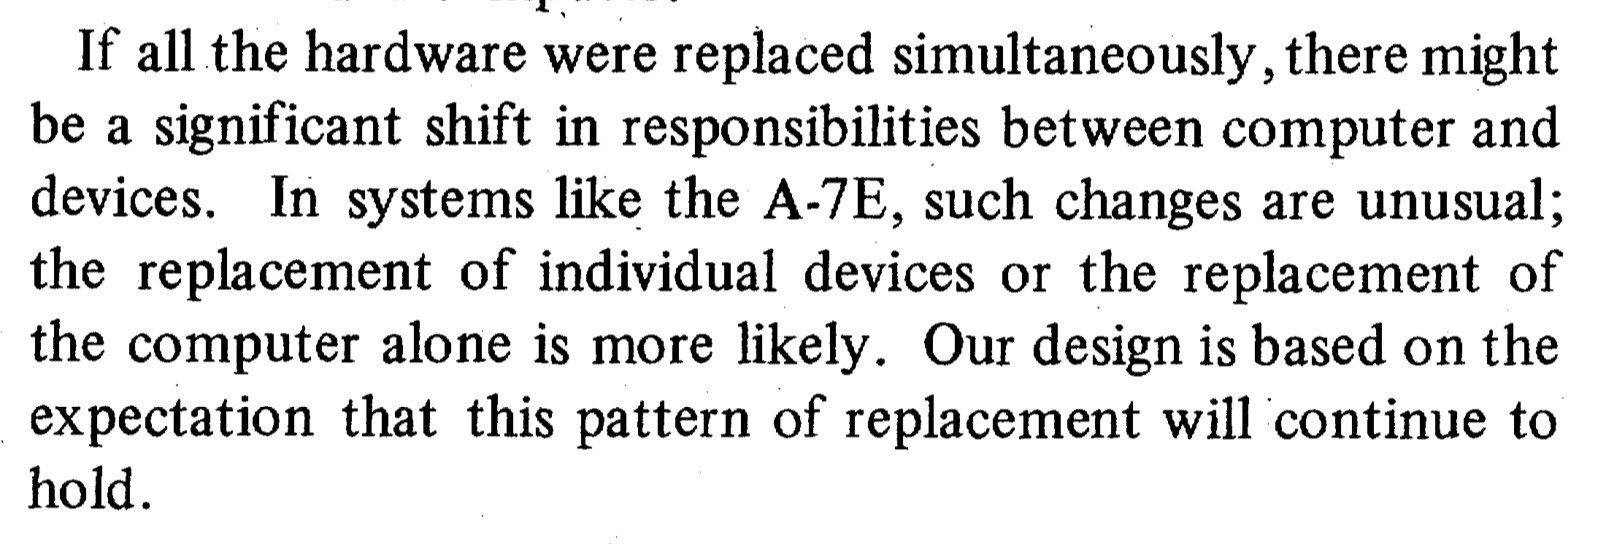 If all the hardware were replaced simultaneously, there might
be a significant shift in responsibilities between computer and
devices. In systems like the A-7E, such changes are unusual;
the replacement of individual devices or the replacement of
the computer alone is more likely. Our design is based on the
expectation that this pattern of replacement will continue to
hold.